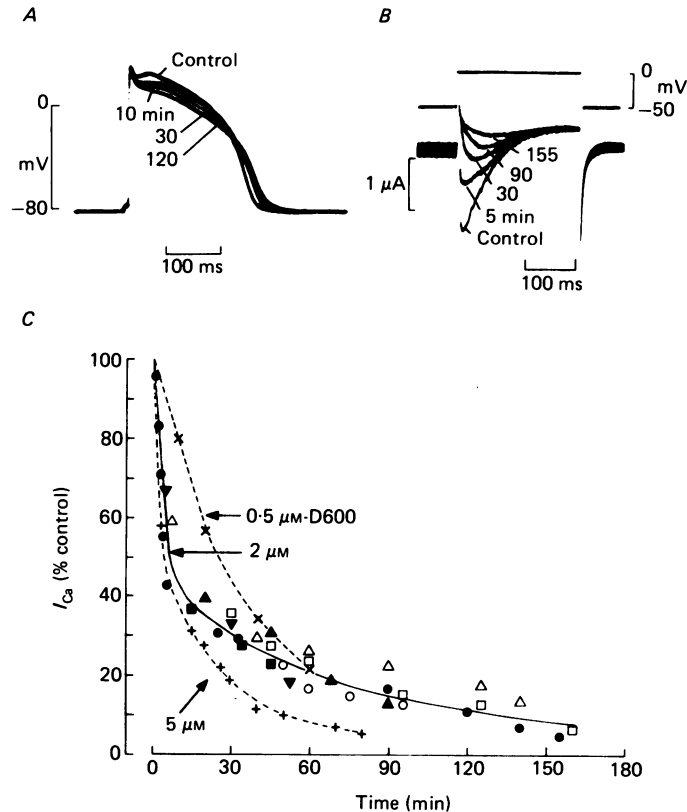 A
Control
0
10 min
30
120
mV
−80
100 ms
B
0
mV
−50
155
90
30
5 min
Control
1 μA
100 ms
C
100
80
60
40
20
0
I_Ca (% control)
0·5 μM-D600
2 μM
5 μM
0 30 60 90 120 150 180
Time (min)